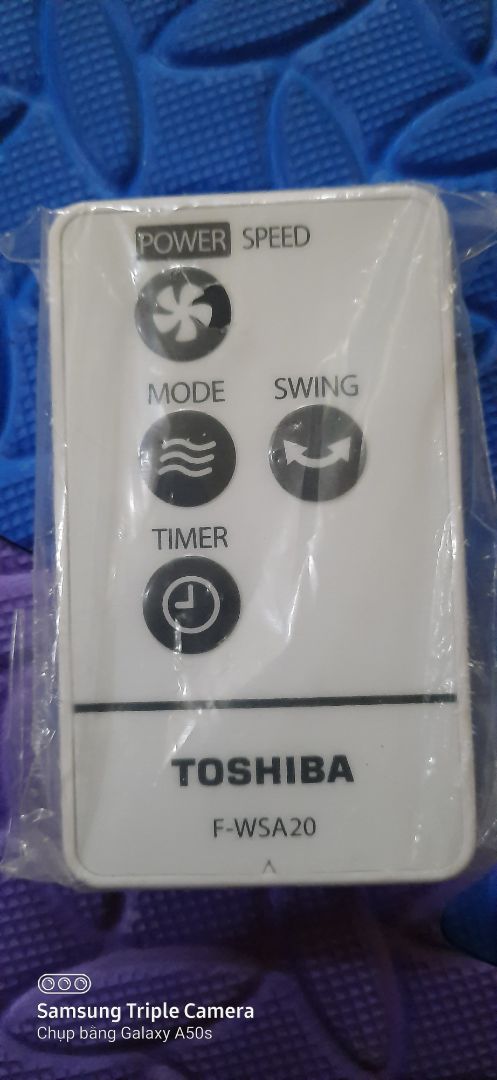 POWER SPEED
MODE SWING
TIMER
TOSHIBA
F-WSA20
Samsung Triple Camera
Chụp bằng Galaxy A50s